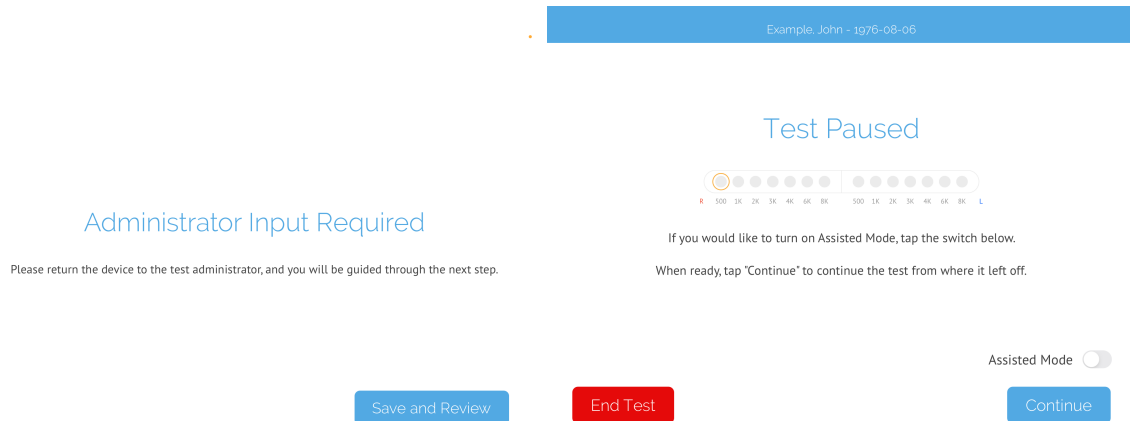 Administrator Input Required
Please return the device to the test administrator, and you will be guided through the next step.
Save and Review
Example, John - 1976-08-06
Test Paused
R 500 1K 2K 3K 4K 6K 8K 500 1K 2K 3K 4K 6K 8K L
If you would like to turn on Assisted Mode, tap the switch below.
When ready, tap "Continue" to continue the test from where it left off.
Assisted Mode
End Test
Continue